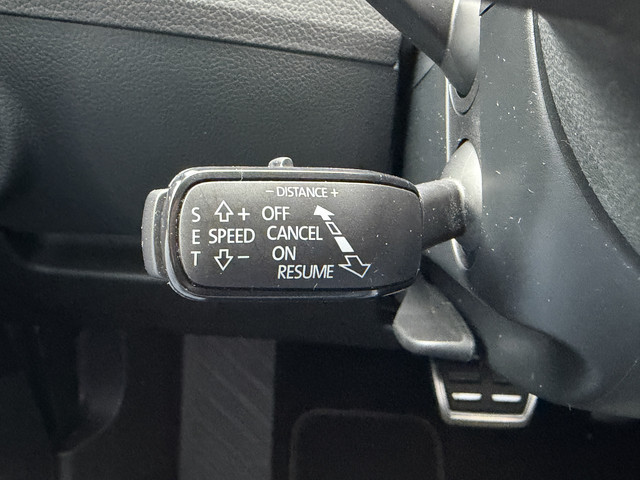 − DISTANCE +
S + OFF
E SPEED CANCEL
T − ON
RESUME